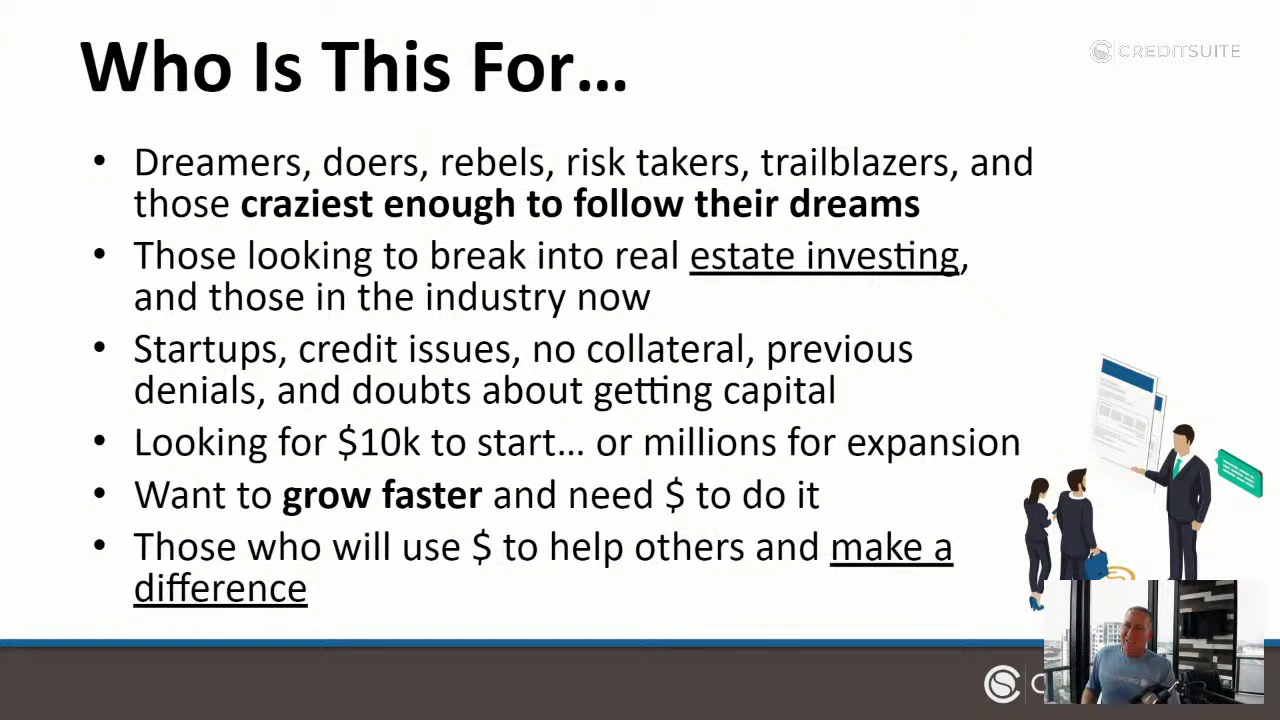 Who Is This For...
CREDITSUITE
• Dreamers, doers, rebels, risk takers, trailblazers, and
those craziest enough to follow their dreams
• Those looking to break into real estate investing,
and those in the industry now
• Startups, credit issues, no collateral, previous
denials, and doubts about getting capital
• Looking for $10k to start... or millions for expansion
• Want to grow faster and need $ to do it
• Those who will use $ to help others and make a
difference